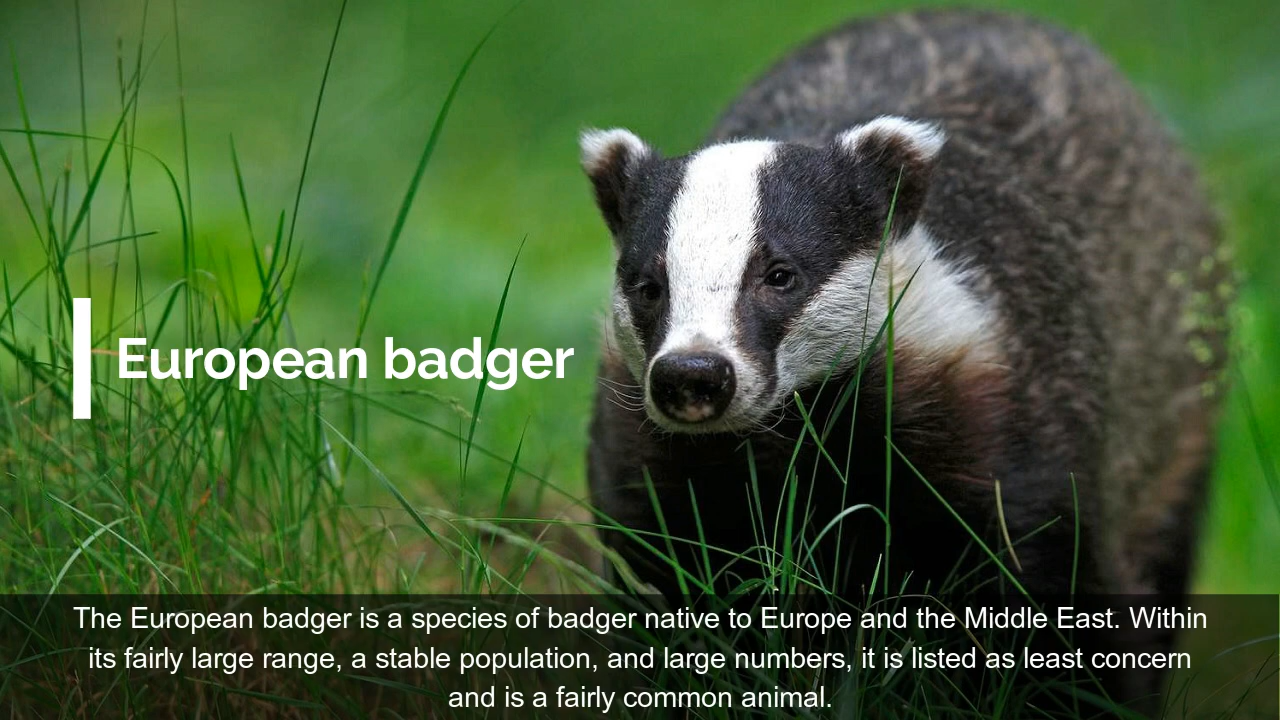 European badger
The European badger is a species of badger native to Europe and the Middle East. Within
its fairly large range, a stable population, and large numbers, it is listed as least concern
and is a fairly common animal.